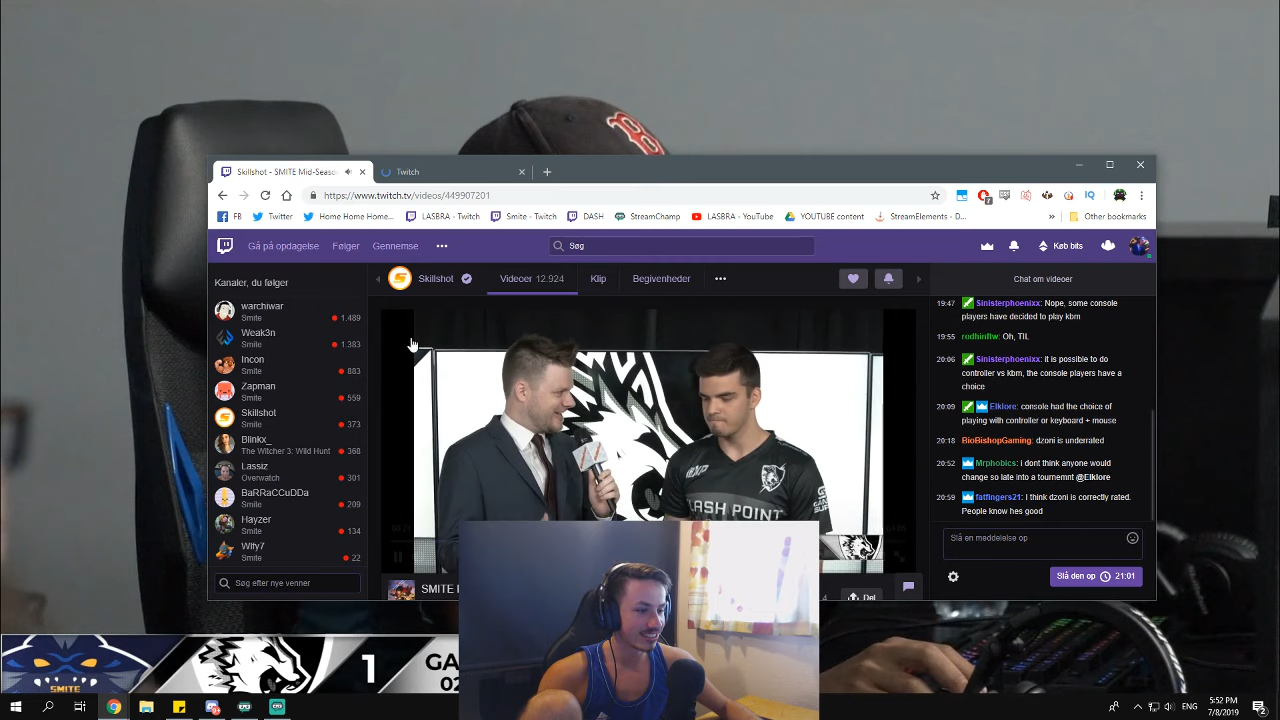 Skillshot - SMITE Mid-Seaso
Twitch
https://www.twitch.tv/videos/449907201
FB
Twitter
Home Home Home...
LASBRA - Twitch
Smite - Twitch
DASH
StreamChamp
LASBRA - YouTube
YOUTUBE content
StreamElements - D...
»
Other bookmarks
Gå på opdagelse
Følger
Gennemse
Søg
Køb bits
Kanaler, du følger
Skillshot
Videoer 12.924
Klip
Begivenheder
Chat om videoer
warchiwar
Smite
1.489
Weak3n
Smite
1.383
Incon
Smite
883
Zapman
Smite
559
Skillshot
Smite
373
Blinkx_
The Witcher 3: Wild Hunt
368
Lassiz
Overwatch
301
BaRRaCCuDDa
Smite
209
Hayzer
Smite
134
Wlfy7
Smite
22
Søg efter nye venner
19:47 Sinisterphoenixx: Nope, some console
players have decided to play kbm
19:55 rodhinftw: Oh, TIL
20:06 Sinisterphoenixx: it is possible to do
controller vs kbm, the console players have a
choice
20:09 Elklore: console had the choice of
playing with controller or keyboard + mouse
20:18 BioBishopGaming: dzoni is underrated
20:52 Mrphobics: i dont think anyone would
change so late into a tournemnt @Elklore
20:59 fatfingers21: I think dzoni is correctly rated.
People know hes good
Slå en meddelelse op
Slå den op 21:01
SMITE
Del
SMITE
1
GA
02
5:52 PM
ENG
7/8/2019